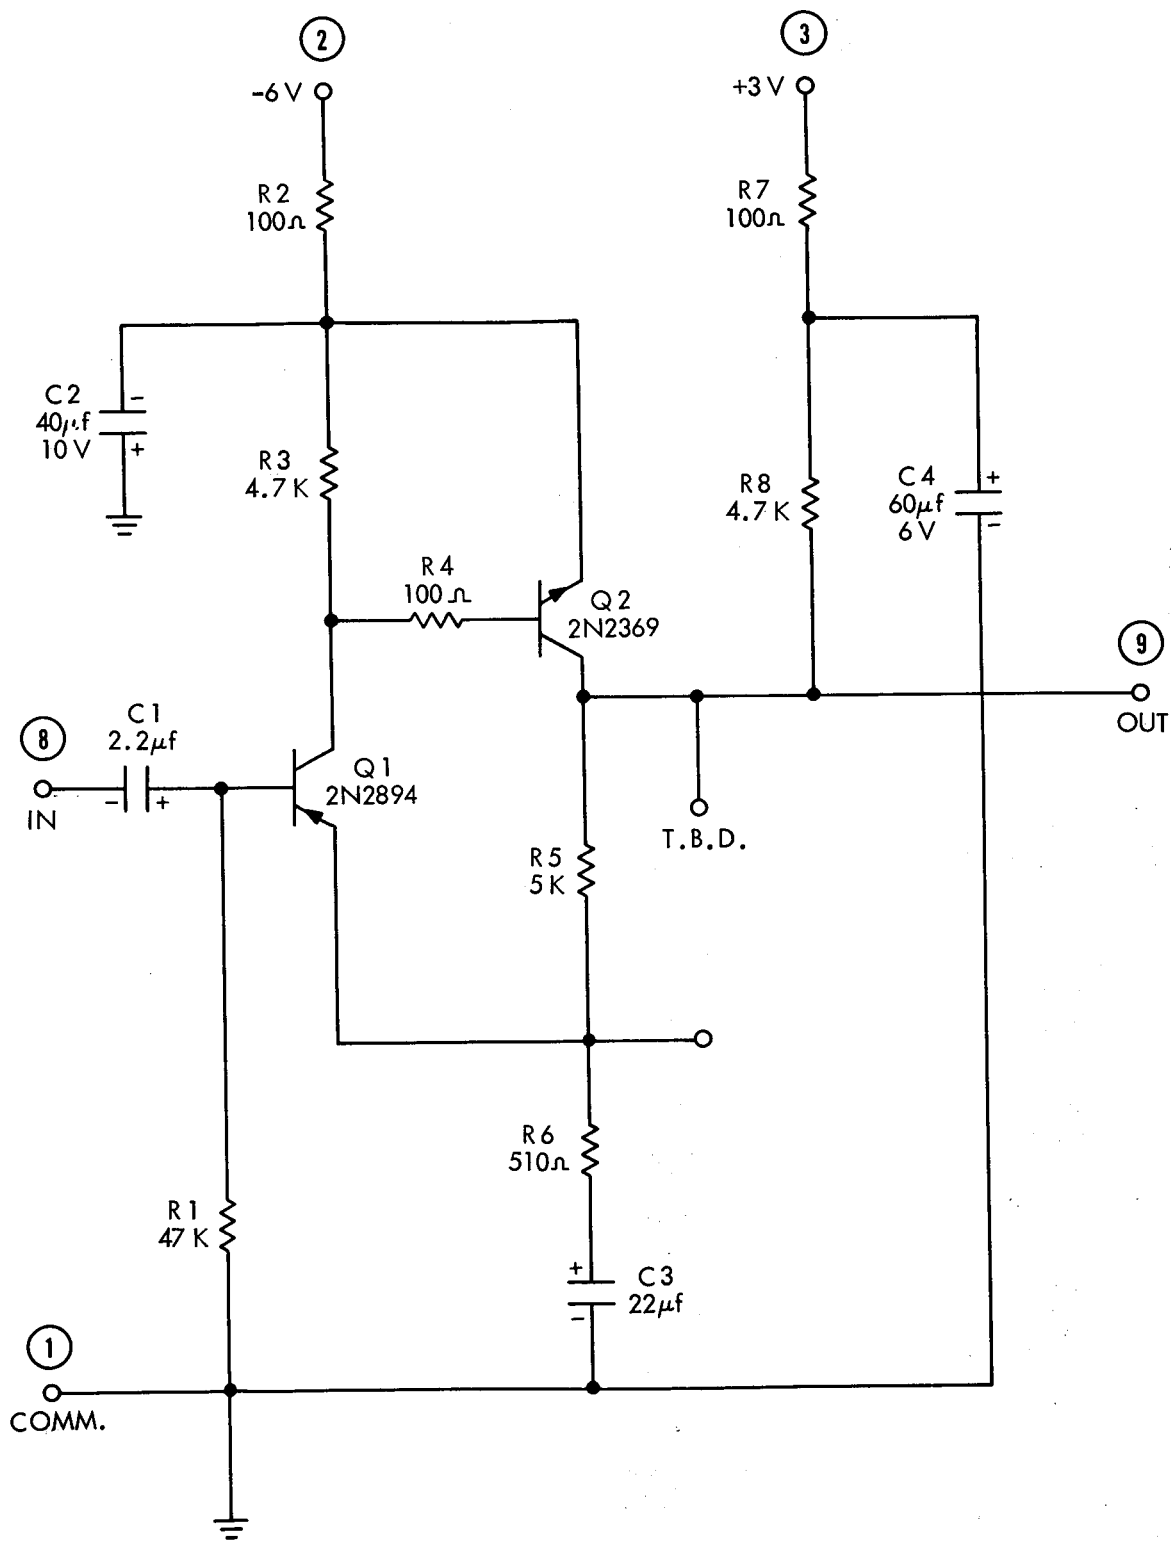 2
-6 V
3
+3 V
R2
100Ω
R7
100Ω
C2
40μf
10 V
-
+
R3
4.7 K
R8
4.7 K
C4
60μf
6 V
+
-
R4
100 Ω
Q2
2N2369
9
OUT
8
IN
C1
2.2μf
- +
Q1
2N2894
T.B.D.
R5
5 K
R6
510Ω
R1
47 K
+
-
C3
22μf
1
COMM.